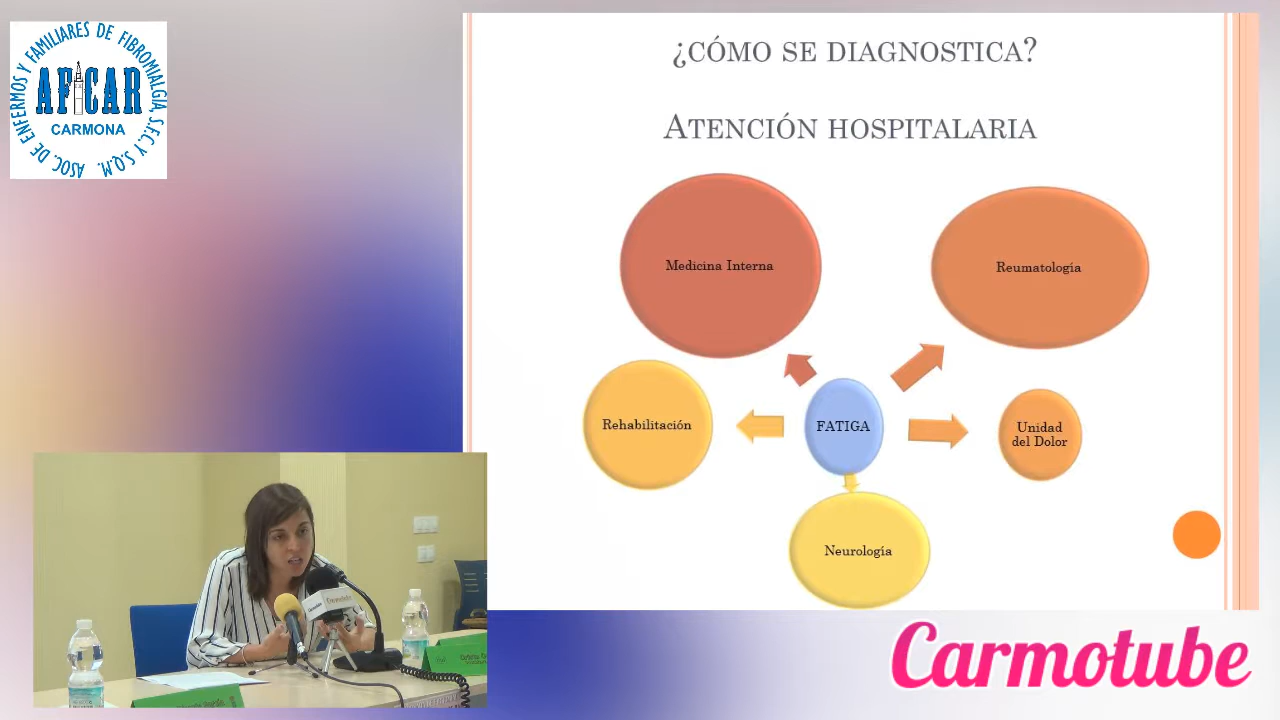 ASOC. DE ENFERMOS Y FAMILIARES DE FIBROMIALGIA, S.F.C Y S.Q.M.
AFICAR
CARMONA
¿CÓMO SE DIAGNOSTICA?
ATENCIÓN HOSPITALARIA
Medicina Interna
Reumatología
Rehabilitación
FATIGA
Unidad
del Dolor
Neurología
Carmotube